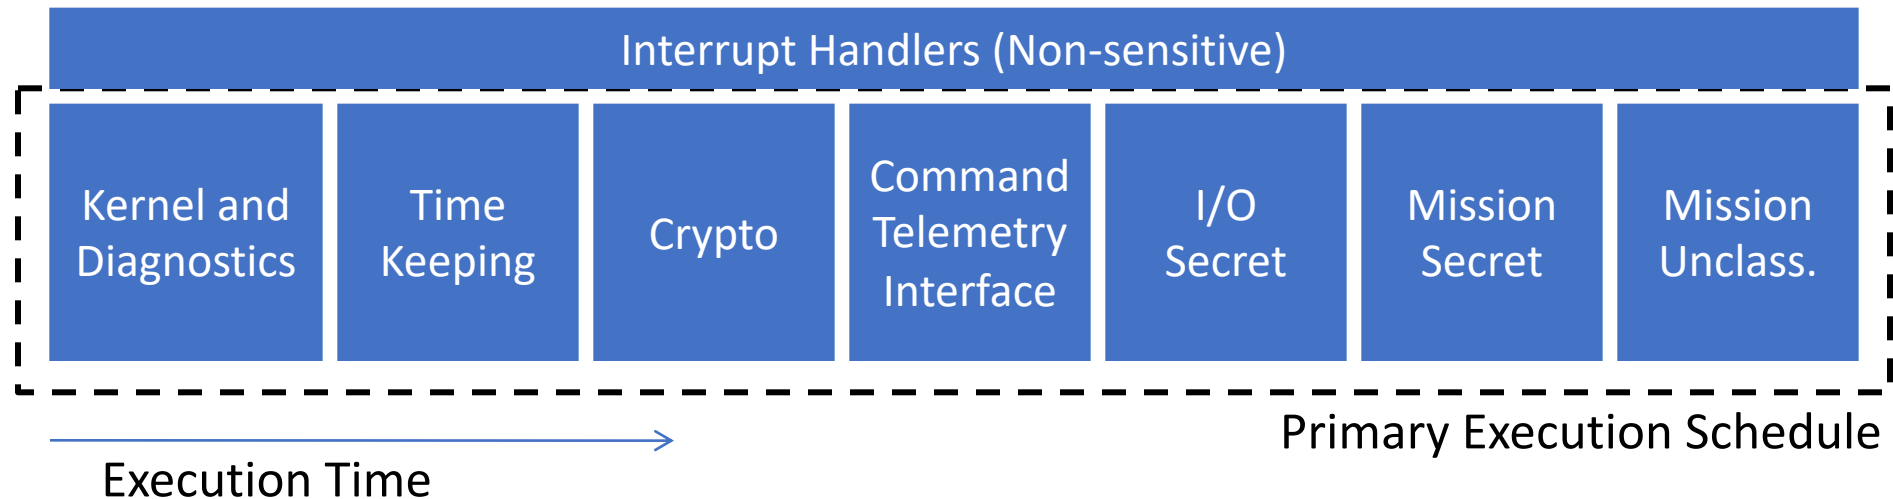 Interrupt Handlers (Non-sensitive)
Kernel and
Diagnostics
Time
Keeping
Crypto
Command
Telemetry
Interface
I/O
Secret
Mission
Secret
Mission
Unclass.
Primary Execution Schedule
Execution Time